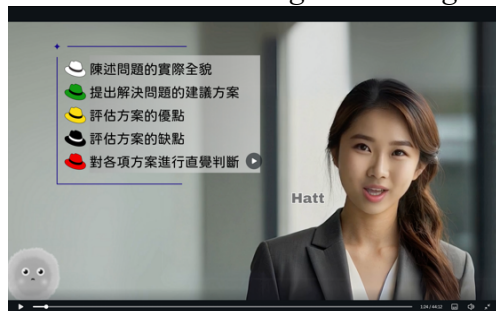 陳述問題的實際全貌
提出解決問題的建議方案
評估方案的優點
評估方案的缺點
對各項方案進行直覺判斷
Hatt